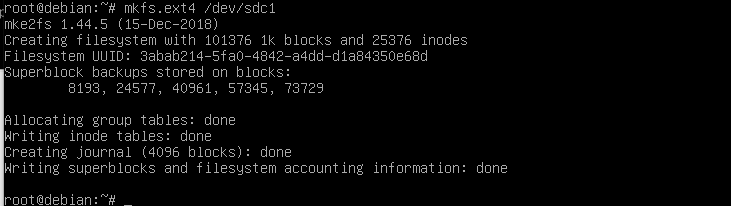 root@debian:~# mkfs.ext4 /dev/sdc1
mke2fs 1.44.5 (15-Dec-2018)
Creating filesystem with 101376 1k blocks and 25376 inodes
Filesystem UUID: 3abab214-5fa0-4842-a4dd-d1a84350e68d
Superblock backups stored on blocks:
        8193, 24577, 40961, 57345, 73729

Allocating group tables: done
Writing inode tables: done
Creating journal (4096 blocks): done
Writing superblocks and filesystem accounting information: done

root@debian:~# _